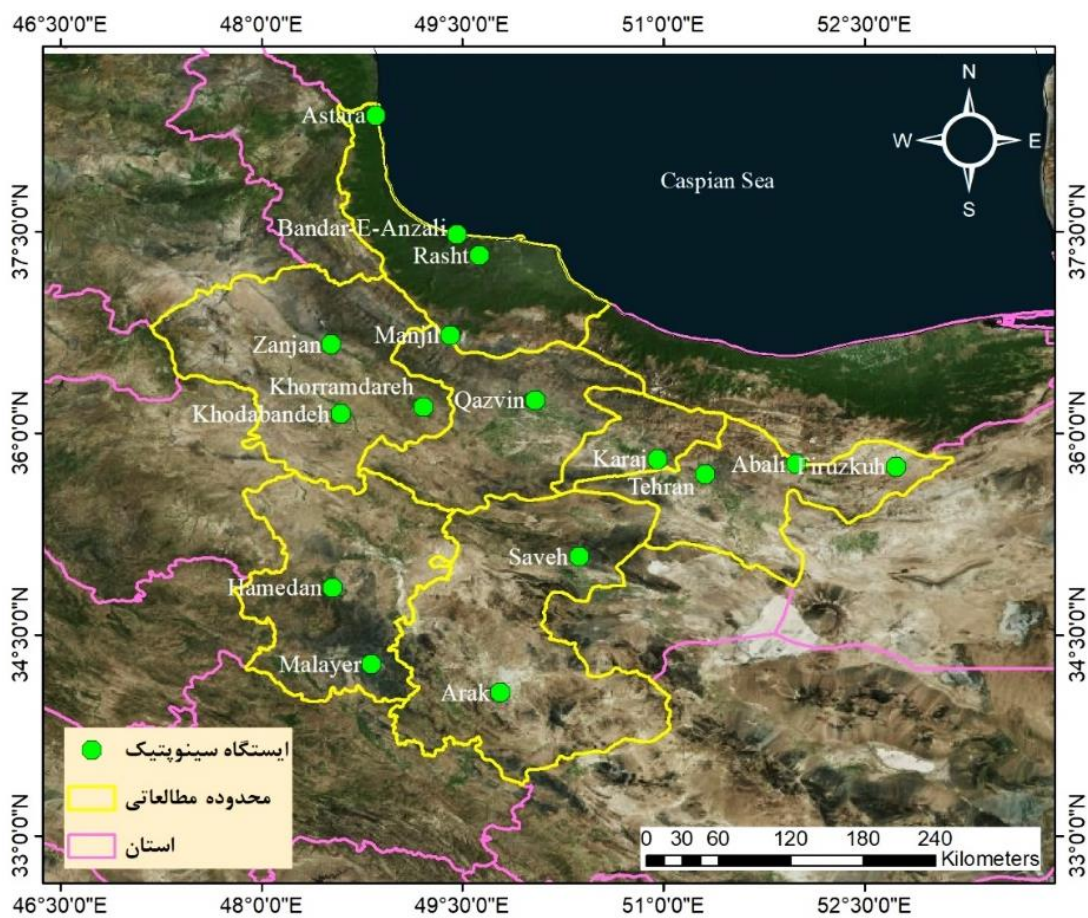 46°30'0"E 48°0'0"E 49°30'0"E 51°0'0"E 52°30'0"E
N
W E
S
Astara
Caspian Sea
Bandar-E-Anzali
Rasht
37°30'0"N 37°30'0"N
Manjil
Zanjan
Khorramdareh
Qazvin
Khodabandeh
36°0'0"N 36°0'0"N
Karaj
Abali
Firuzkuh
Tehran
Saveh
Hamedan
34°30'0"N 34°30'0"N
Malayer
Arak
ایستگاه سینوپتیک
محدوده مطالعاتی
استان
33°0'0"N 33°0'0"N
0 30 60 120 180 240
Kilometers
46°30'0"E 48°0'0"E 49°30'0"E 51°0'0"E 52°30'0"E